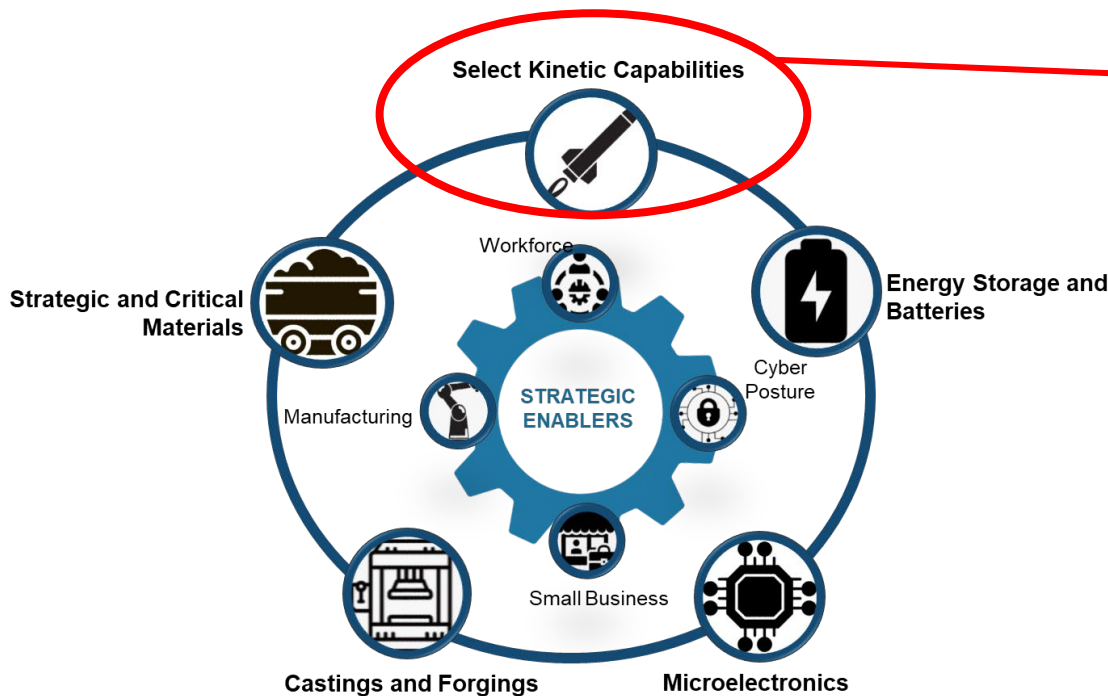 Select Kinetic Capabilities
Workforce
Strategic and Critical
Materials
Energy Storage and
Batteries
Cyber
Posture
STRATEGIC
ENABLERS
Manufacturing
Small Business
Castings and Forgings
Microelectronics